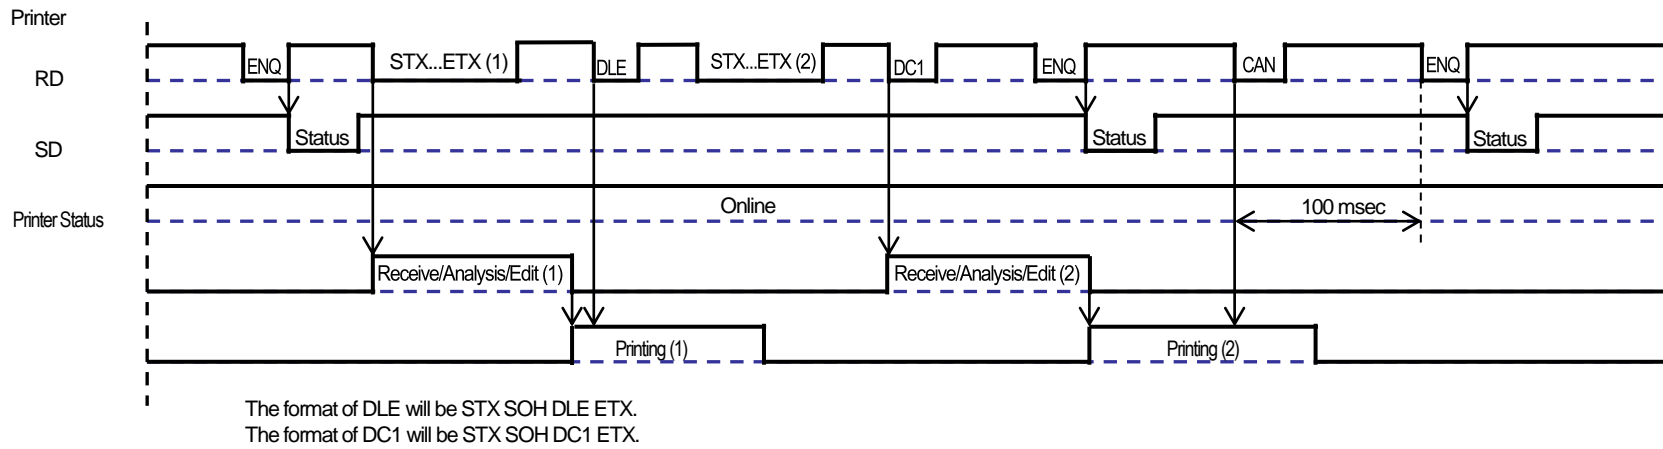 Printer
RD ENQ STX...ETX (1) DLE STX...ETX (2) DC1 ENQ CAN ENQ
SD Status Status Status
Printer Status Online 100 msec
Receive/Analysis/Edit (1) Receive/Analysis/Edit (2)
Printing (1) Printing (2)
The format of DLE will be STX SOH DLE ETX.
The format of DC1 will be STX SOH DC1 ETX.